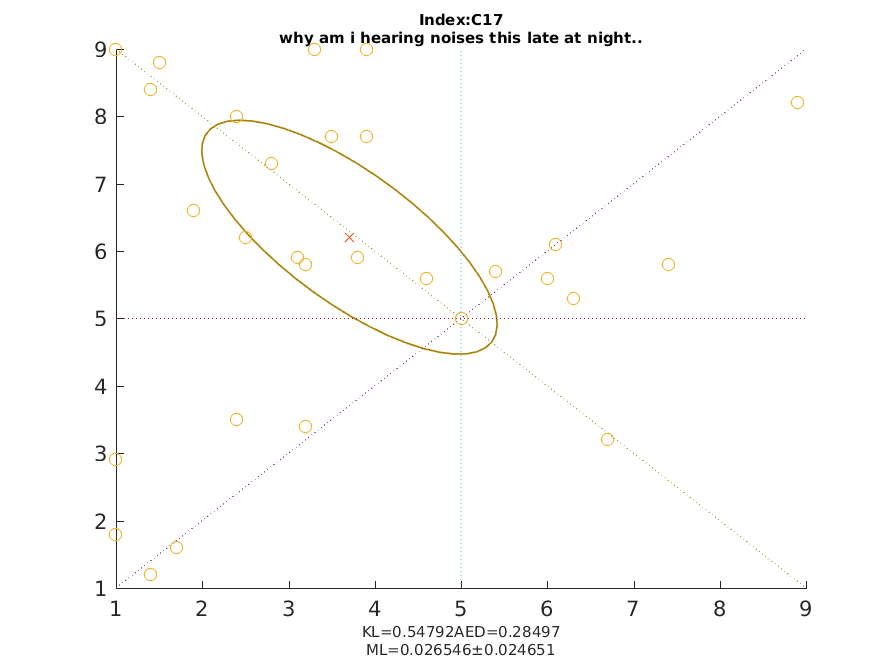 Index:C17
why am i hearing noises this late at night..
9
8
7
6
5
4
3
2
1
1 2 3 4 5 6 7 8 9
KL=0.54792AED=0.28497
ML=0.026546±0.024651